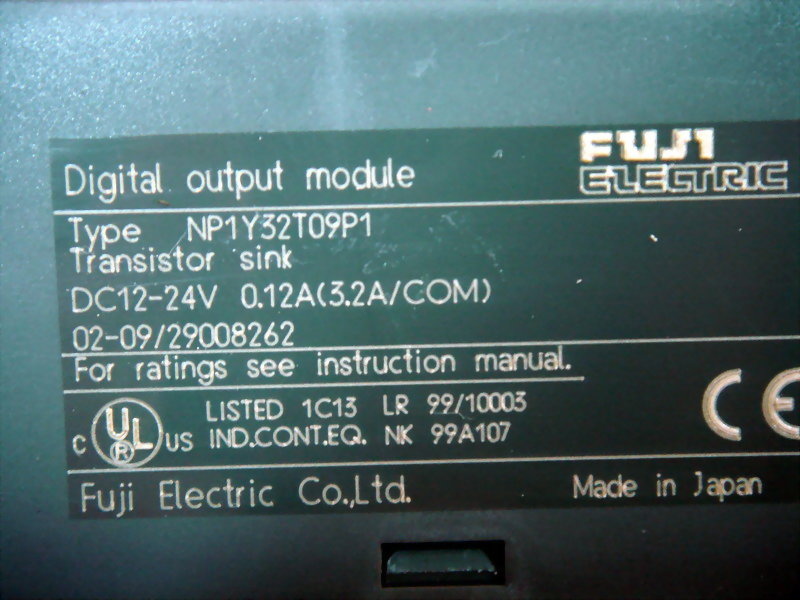 FUJI
ELECTRIC
Digital output module
Type NP1Y32T09P1
Transistor sink
DC12-24V 0.12A(3.2A/COM)
02-09/29008262
For ratings see instruction manual.
C UL® US LISTED 1C13 LR 99/10003
IND.CONT.EQ. NK 99A107
CE
Fuji Electric Co.,Ltd. Made in Japan